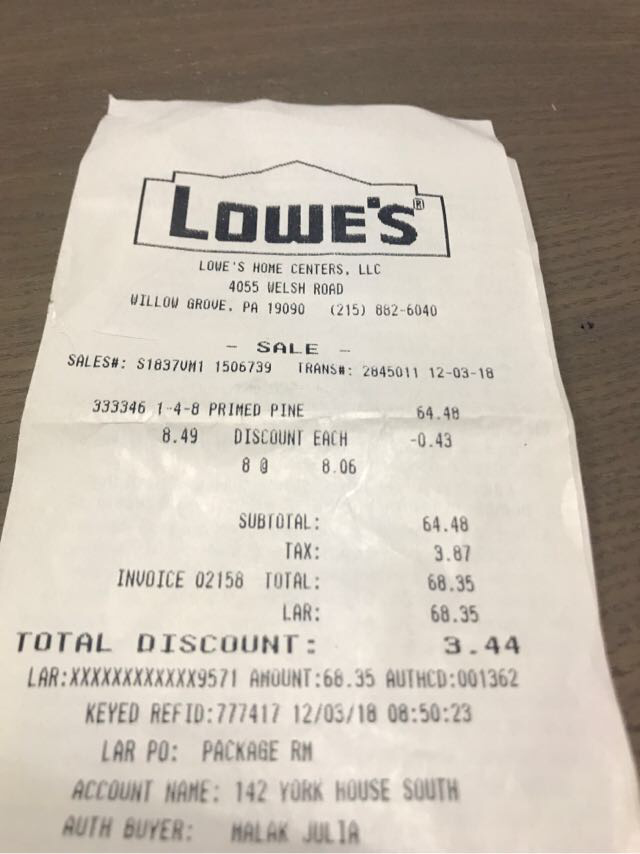 LOWE'S®
LOWE'S HOME CENTERS, LLC
4055 WELSH ROAD
WILLOW GROVE, PA 19090 (215) 882-6040
- SALE -
SALES#: S1837VM1 1506739 TRANS#: 2845011 12-03-18
333346 1-4-8 PRIMED PINE 64.48
8.49 DISCOUNT EACH -0.43
8 @ 8.06
SUBTOTAL: 64.48
TAX: 3.87
INVOICE 02158 TOTAL: 68.35
LAR: 68.35
TOTAL DISCOUNT: 3.44
LAR:XXXXXXXXXXXX9571 AMOUNT:68.35 AUTHCD:001362
KEYED REFID:777417 12/03/18 08:50:23
LAR PO: PACKAGE RM
ACCOUNT NAME: 142 YORK HOUSE SOUTH
AUTH BUYER: MALAK JULIA